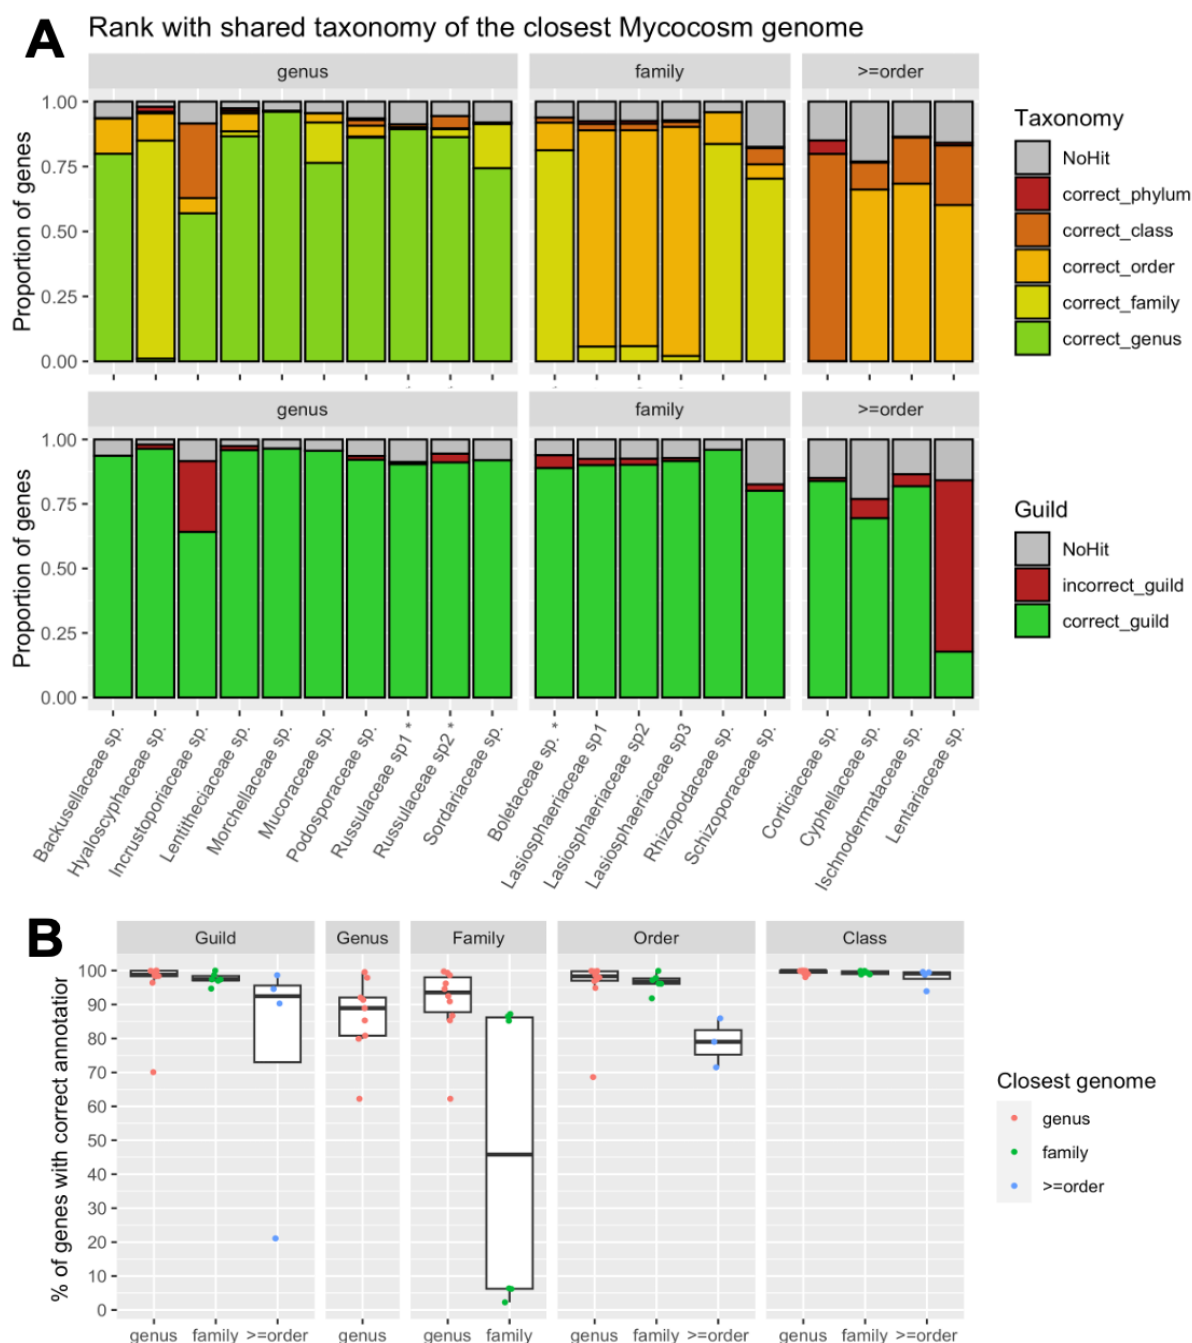 A
Rank with shared taxonomy of the closest Mycocosm genome
genus
family
>=order
Proportion of genes
1.00
0.75
0.50
0.25
0.00
Taxonomy
NoHit
correct_phylum
correct_class
correct_order
correct_family
correct_genus
genus
family
>=order
Proportion of genes
1.00
0.75
0.50
0.25
0.00
Guild
NoHit
incorrect_guild
correct_guild
Backusellaceae sp.
Hyaloscyphaceae sp.
Incrustoporiaceae sp.
Lentitheciaceae sp.
Morchellaceae sp.
Mucoraceae sp.
Podosporaceae sp.
Russulaceae sp1 *
Russulaceae sp2 *
Sordariaceae sp.
Boletaceae sp. *
Lasiosphaeriaceae sp1
Lasiosphaeriaceae sp2
Lasiosphaeriaceae sp3
Rhizopodaceae sp.
Schizoporaceae sp.
Corticiaceae sp.
Cyphellaceae sp.
Ischnodermataceae sp.
Lentariaceae sp.
B
Guild
Genus
Family
Order
Class
% of genes with correct annotation
100
90
80
70
60
50
40
30
20
10
0
genus family >=order
genus
genus family
genus family >=order
genus family >=order
Closest genome
genus
family
>=order